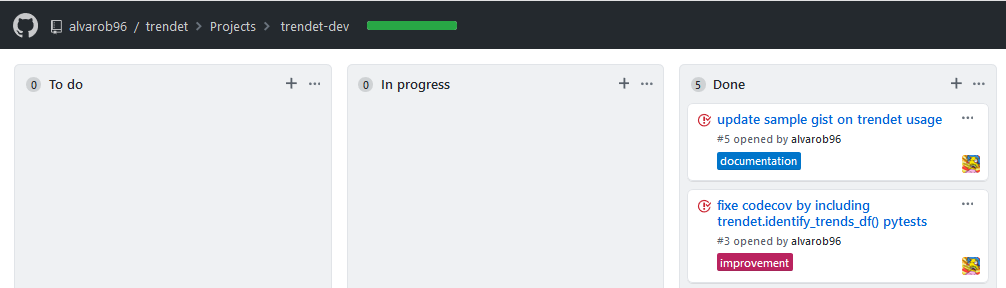 alvarob96 / trendet > Projects > trendet-dev
0 To do + ...
0 In progress + ...
5 Done + ...
update sample gist on trendet usage ...
#5 opened by alvarob96
documentation
fixe codecov by including ...
trendet.identify_trends_df() pytests
#3 opened by alvarob96
improvement